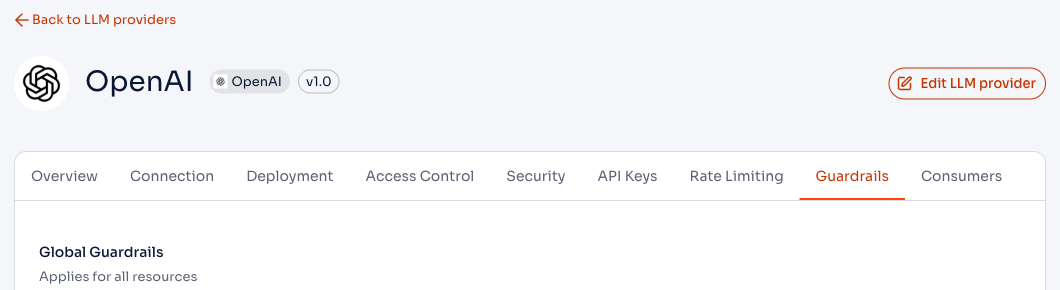 Back to LLM providers
OpenAI OpenAI v1.0
Edit LLM provider
Overview Connection Deployment Access Control Security API Keys Rate Limiting Guardrails Consumers
Global Guardrails
Applies for all resources